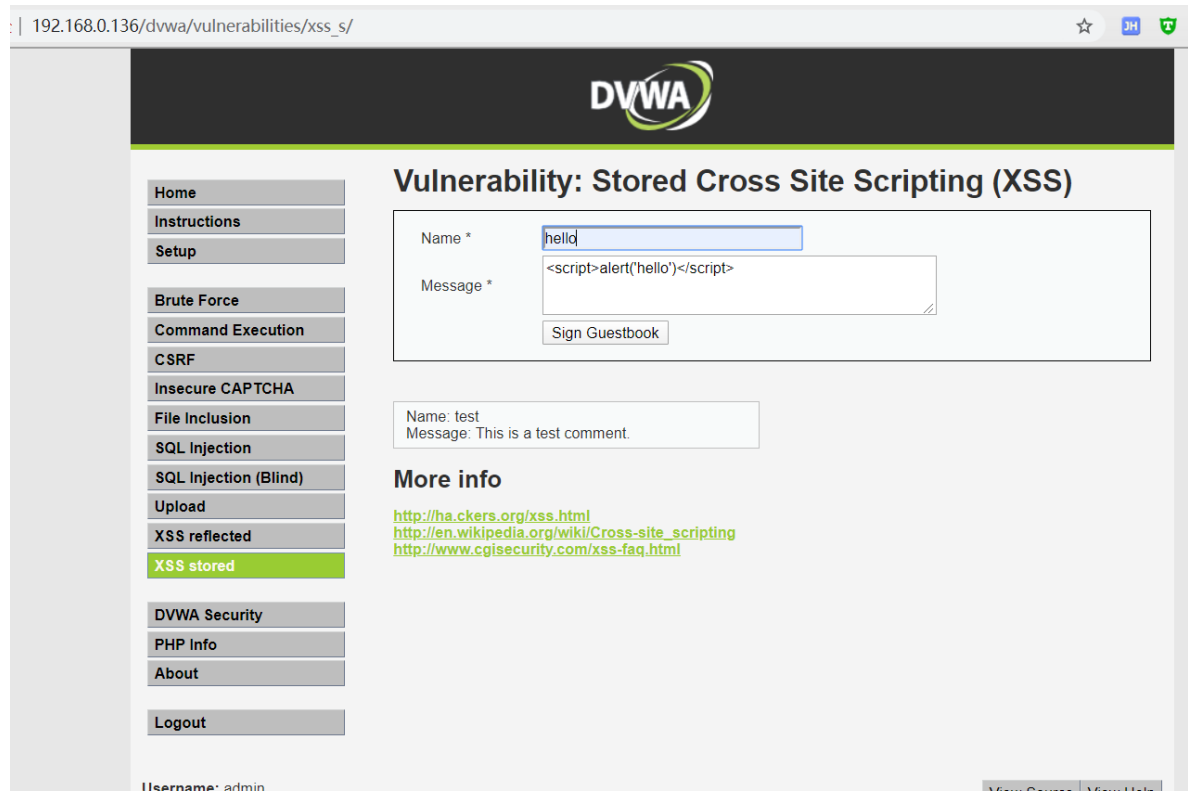 192.168.0.136/dvwa/vulnerabilities/xss_s/
JH
T
DVWA
Home
Instructions
Setup
Brute Force
Command Execution
CSRF
Insecure CAPTCHA
File Inclusion
SQL Injection
SQL Injection (Blind)
Upload
XSS reflected
XSS stored
DVWA Security
PHP Info
About
Logout
Vulnerability: Stored Cross Site Scripting (XSS)
Name * hello
Message * <script>alert('hello')</script>
Sign Guestbook
Name: test
Message: This is a test comment.
More info
http://ha.ckers.org/xss.html
http://en.wikipedia.org/wiki/Cross-site_scripting
http://www.cgisecurity.com/xss-faq.html
Username: admin
View Source View Help